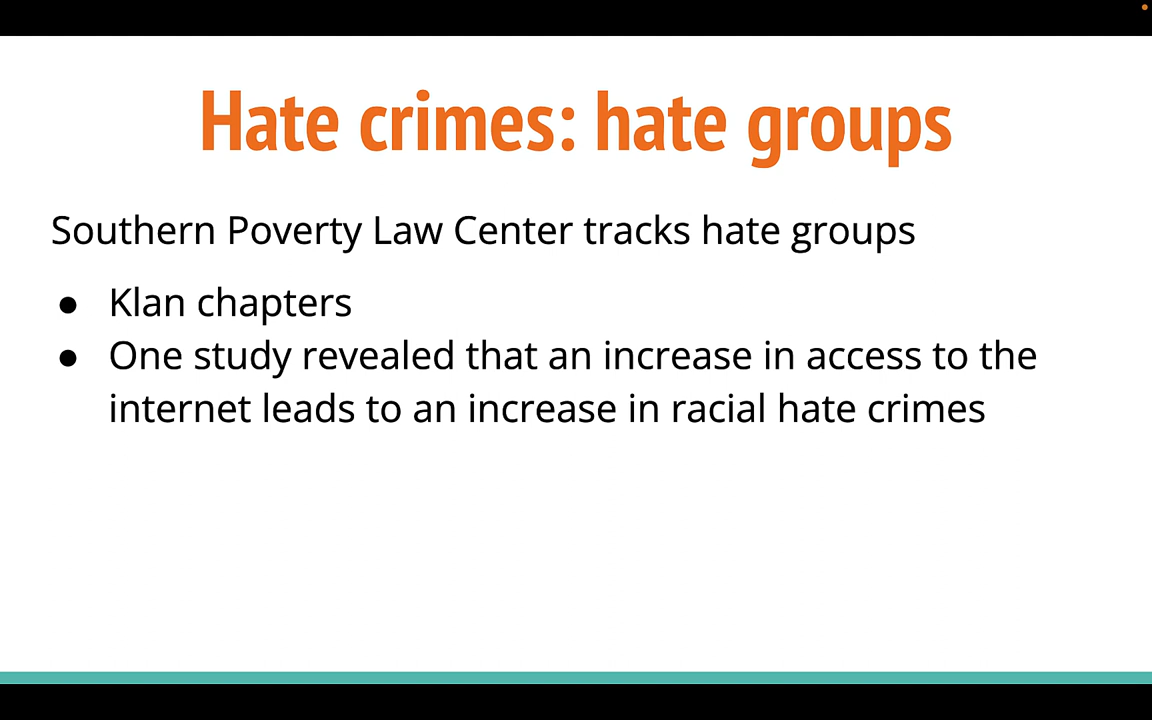 Hate crimes: hate groups
Southern Poverty Law Center tracks hate groups
● Klan chapters
● One study revealed that an increase in access to the
internet leads to an increase in racial hate crimes